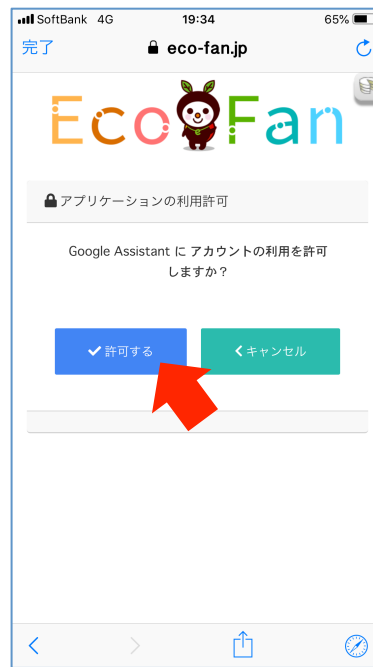 SoftBank 4G 19:34 65%
完了 eco-fan.jp
EcoFan
アプリケーションの利用許可
Google Assistant に アカウントの利用を許可
しますか？
許可する キャンセル